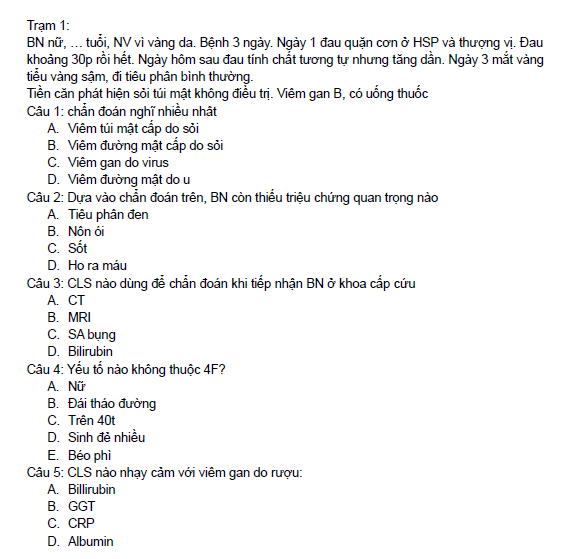 Trạm 1:
BN nữ, … tuổi, NV vì vàng da. Bệnh 3 ngày. Ngày 1 đau quặn cơn ở HSP và thượng vị. Đau
khoảng 30p rồi hết. Ngày hôm sau đau tính chất tương tự nhưng tăng dần. Ngày 3 mắt vàng
tiểu vàng sậm, đi tiêu phân bình thường.
Tiền căn phát hiện sỏi túi mật không điều trị. Viêm gan B, có uống thuốc
Câu 1: chẩn đoán nghĩ nhiều nhất
A. Viêm túi mật cấp do sỏi
B. Viêm đường mật cấp do sỏi
C. Viêm gan do virus
D. Viêm đường mật do u
Câu 2: Dựa vào chẩn đoán trên, BN còn thiếu triệu chứng quan trọng nào
A. Tiêu phân đen
B. Nôn ói
C. Sốt
D. Ho ra máu
Câu 3: CLS nào dùng để chẩn đoán khi tiếp nhận BN ở khoa cấp cứu
A. CT
B. MRI
C. SA bụng
D. Bilirubin
Câu 4: Yếu tố nào không thuộc 4F?
A. Nữ
B. Đái tháo đường
C. Trên 40t
D. Sinh đẻ nhiều
E. Béo phì
Câu 5: CLS nào nhạy cảm với viêm gan do rượu:
A. Billirubin
B. GGT
C. CRP
D. Albumin